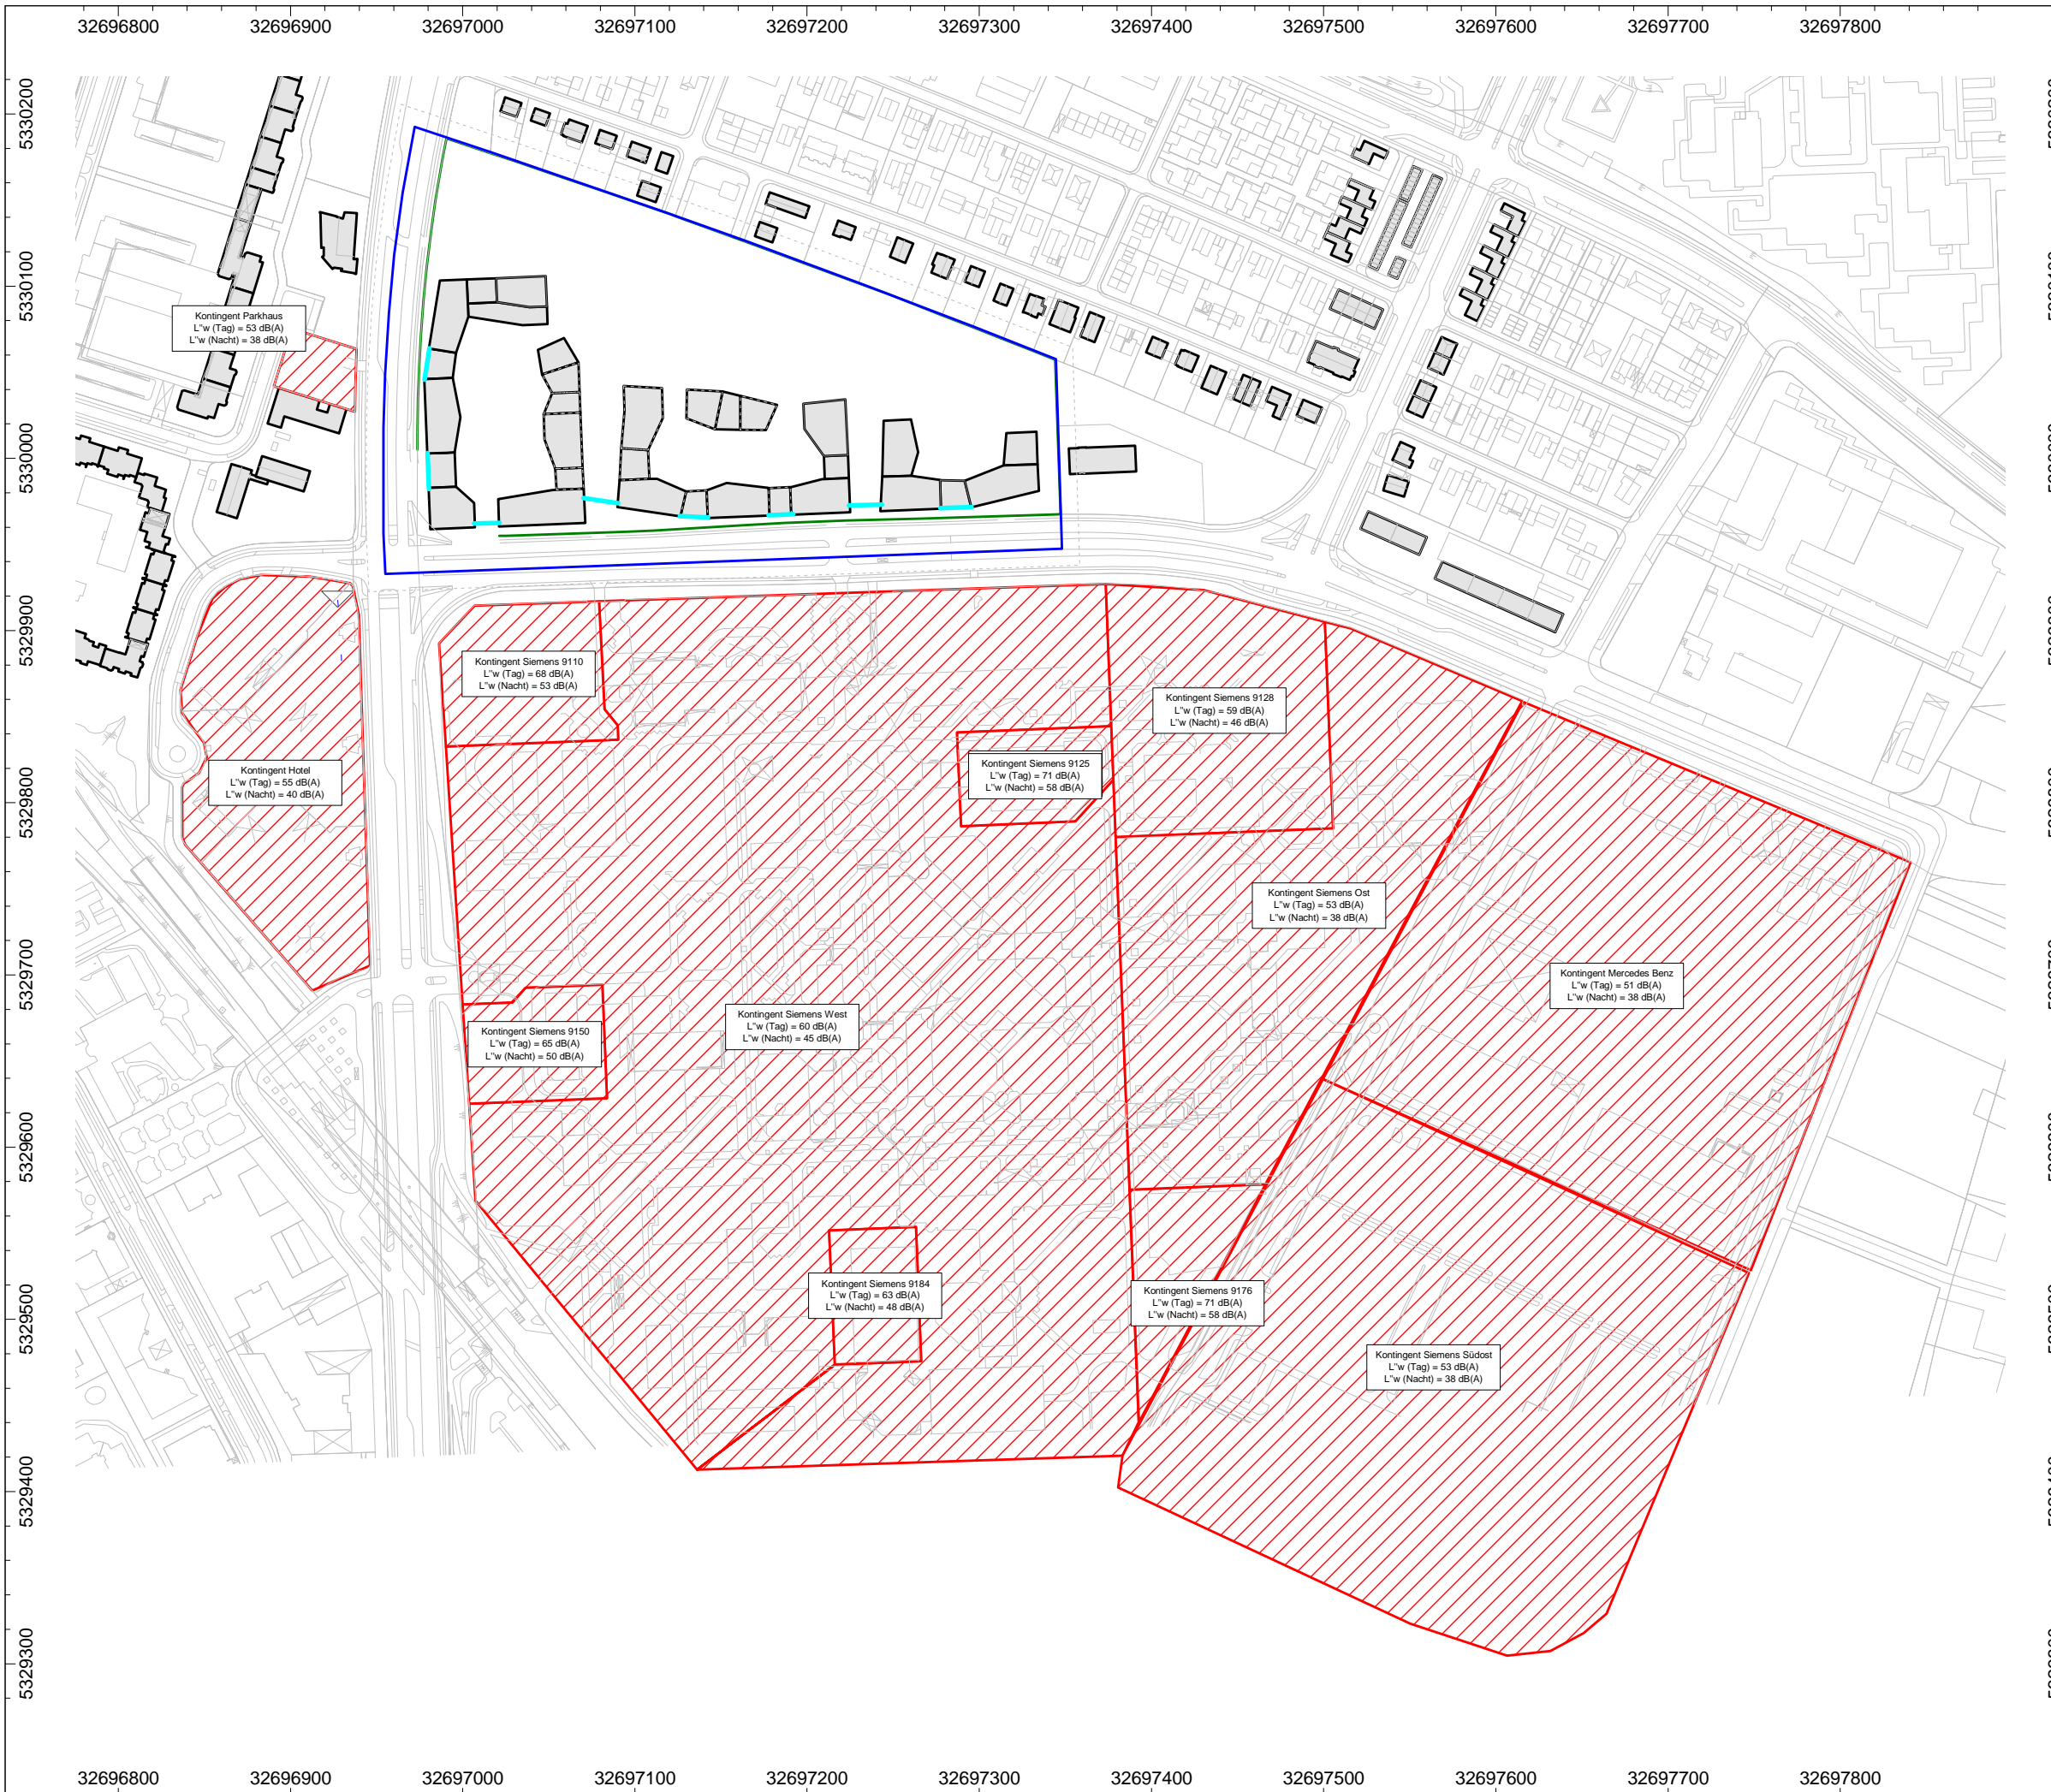 32696800 32696900 32697000 32697100 32697200 32697300 32697400 32697500 32697600 32697700 32697800
5330200
5330100
5330000
5329900
5329800
5329700
5329600
5329500
5329400
5329300
Kontingent Parkhaus
L"w (Tag) = 53 dB(A)
L"w (Nacht) = 38 dB(A)
Kontingent Siemens 9110
L"w (Tag) = 68 dB(A)
L"w (Nacht) = 53 dB(A)
Kontingent Siemens 9128
L"w (Tag) = 59 dB(A)
L"w (Nacht) = 46 dB(A)
Kontingent Hotel
L"w (Tag) = 55 dB(A)
L"w (Nacht) = 40 dB(A)
Kontingent Siemens 9125
L"w (Tag) = 71 dB(A)
L"w (Nacht) = 58 dB(A)
Kontingent Siemens Ost
L"w (Tag) = 53 dB(A)
L"w (Nacht) = 38 dB(A)
Kontingent Mercedes Benz
L"w (Tag) = 51 dB(A)
L"w (Nacht) = 38 dB(A)
Kontingent Siemens West
L"w (Tag) = 60 dB(A)
L"w (Nacht) = 45 dB(A)
Kontingent Siemens 9150
L"w (Tag) = 65 dB(A)
L"w (Nacht) = 50 dB(A)
Kontingent Siemens 9184
L"w (Tag) = 63 dB(A)
L"w (Nacht) = 48 dB(A)
Kontingent Siemens 9176
L"w (Tag) = 71 dB(A)
L"w (Nacht) = 58 dB(A)
Kontingent Siemens Südost
L"w (Tag) = 53 dB(A)
L"w (Nacht) = 38 dB(A)
32696800 32696900 32697000 32697100 32697200 32697300 32697400 32697500 32697600 32697700 32697800